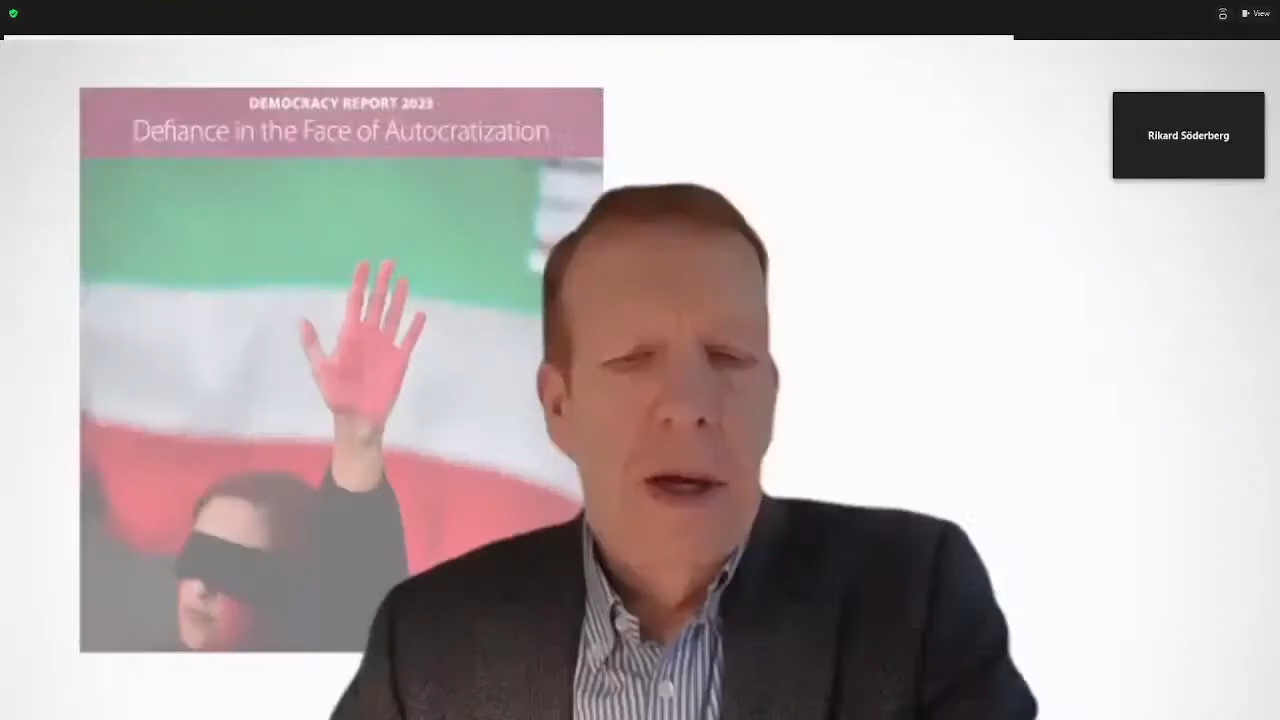 View
DEMOCRACY REPORT 2023
Defiance in the Face of Autocratization
Rikard Söderberg